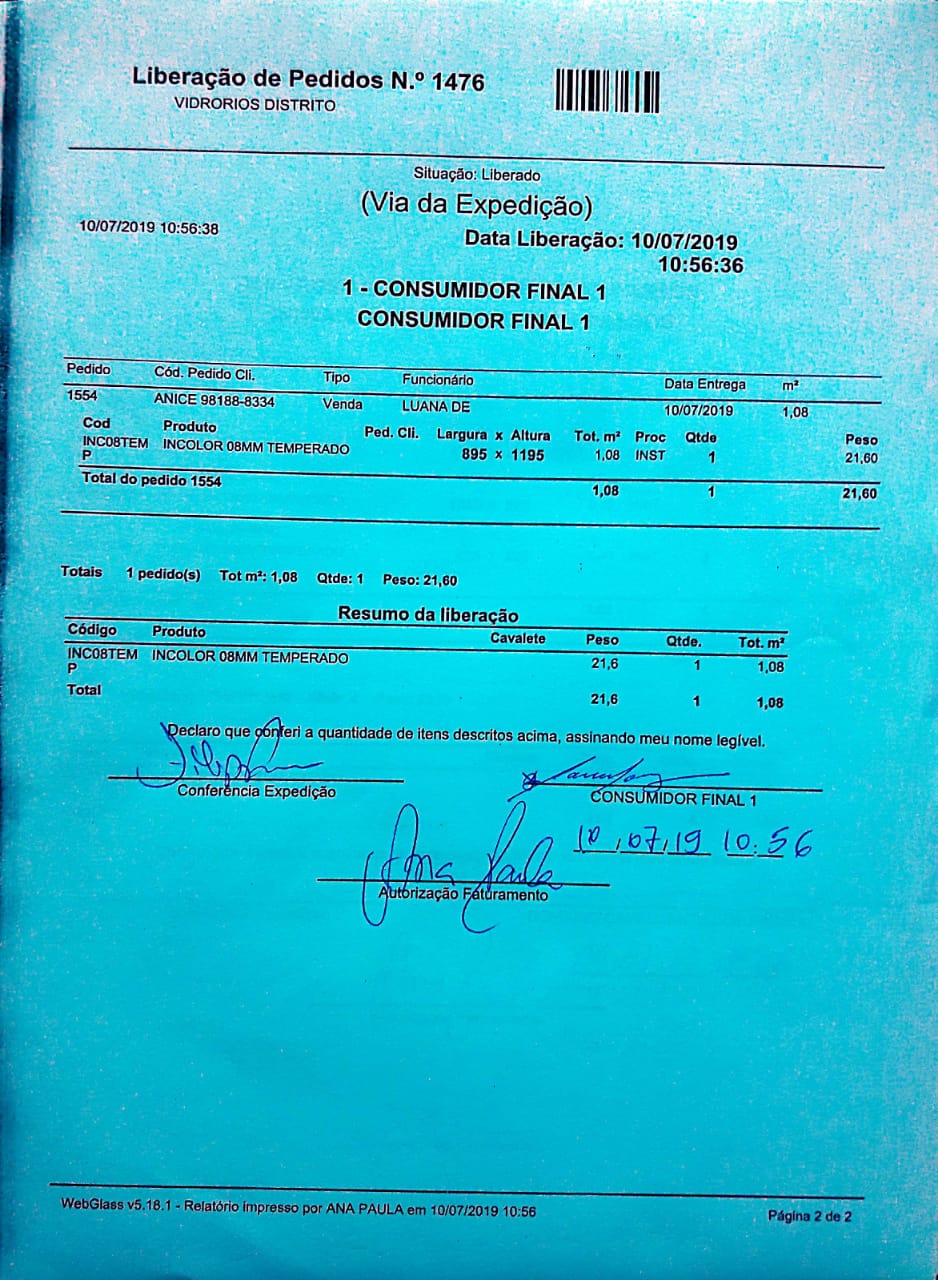 Liberação de Pedidos N.º 1476
VIDRORIOS DISTRITO
Situação: Liberado
(Via da Expedição)
10/07/2019 10:56:38
Data Liberação: 10/07/2019
10:56:36
1 - CONSUMIDOR FINAL 1
CONSUMIDOR FINAL 1
Pedido Cód. Pedido Cli. Tipo Funcionário Data Entrega m²
1554 ANICE 98188-8334 Venda LUANA DE 10/07/2019 1,08
Cod Produto Ped. Cli. Largura x Altura Tot. m² Proc Qtde Peso
INC08TEM INCOLOR 08MM TEMPERADO 895 x 1195 1,08 INST 1 21,60
P
Total do pedido 1554 1,08 1 21,60
Totais 1 pedido(s) Tot m²: 1,08 Qtde: 1 Peso: 21,60
Resumo da liberação
Código Produto Cavalete Peso Qtde. Tot. m²
INC08TEM INCOLOR 08MM TEMPERADO 21,6 1 1,08
P
Total 21,6 1 1,08
Declaro que conferi a quantidade de itens descritos acima, assinando meu nome legível.
Conferência Expedição
CONSUMIDOR FINAL 1
10/07/19 10:56
Ana Paula
Autorização Faturamento
WebGlass v5.18.1 - Relatório impresso por ANA PAULA em 10/07/2019 10:56
Página 2 de 2